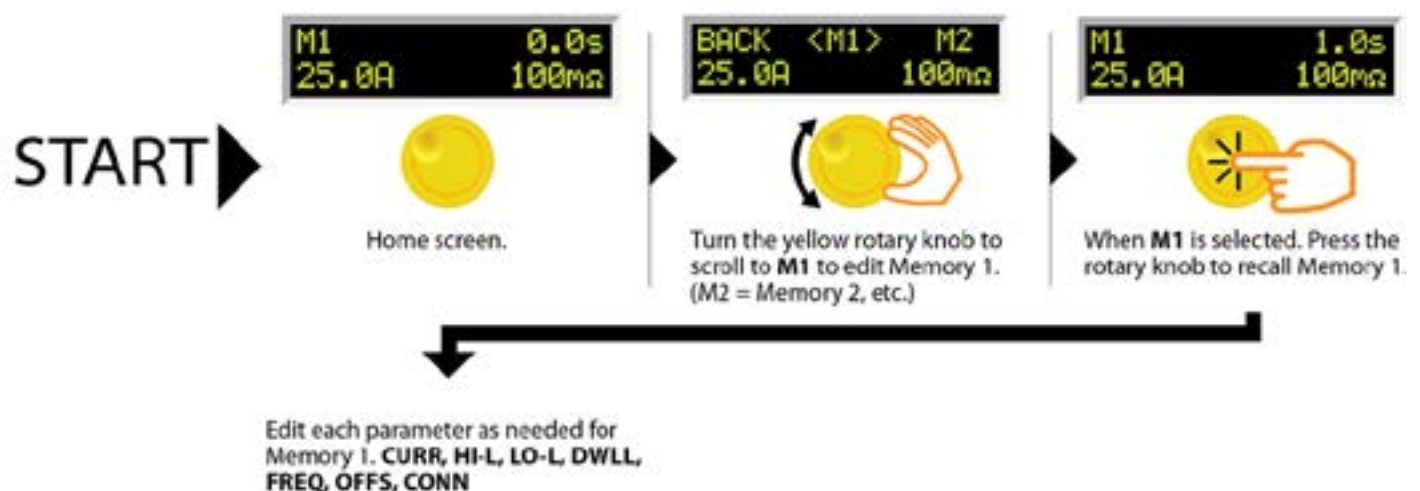 M1 0.0s
25.0A 100mΩ
BACK <M1> M2
25.0A 100mΩ
M1 1.0s
25.0A 100mΩ
START
Home screen.
Turn the yellow rotary knob to
scroll to M1 to edit Memory 1.
(M2 = Memory 2, etc.)
When M1 is selected. Press the
rotary knob to recall Memory 1.
Edit each parameter as needed for
Memory 1. CURR, HI-L, LO-L, DWLL,
FREQ, OFFS, CONN